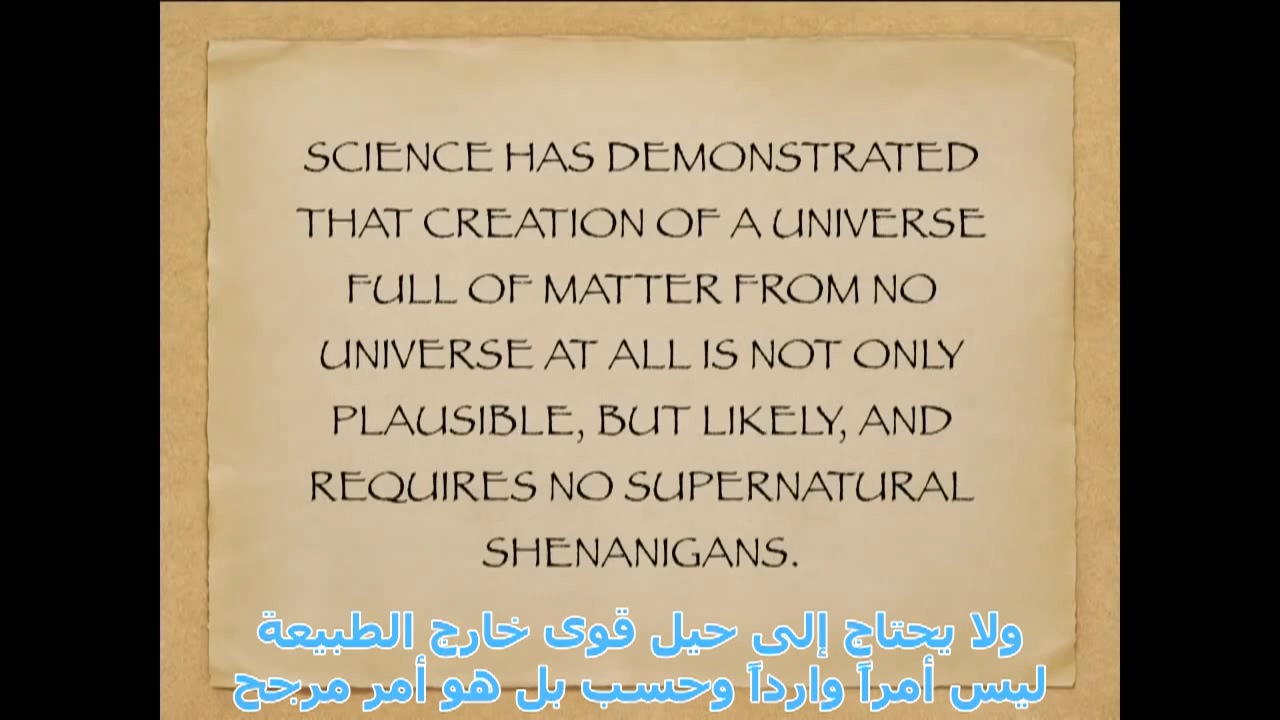 SCIENCE HAS DEMONSTRATED
THAT CREATION OF A UNIVERSE
FULL OF MATTER FROM NO
UNIVERSE AT ALL IS NOT ONLY
PLAUSIBLE, BUT LIKELY, AND
REQUIRES NO SUPERNATURAL
SHENANIGANS.
ولا يحتاج إلى حيل قوى خارج الطبيعة
ليس أمراً وارداً وحسب بل هو أمر مرجح